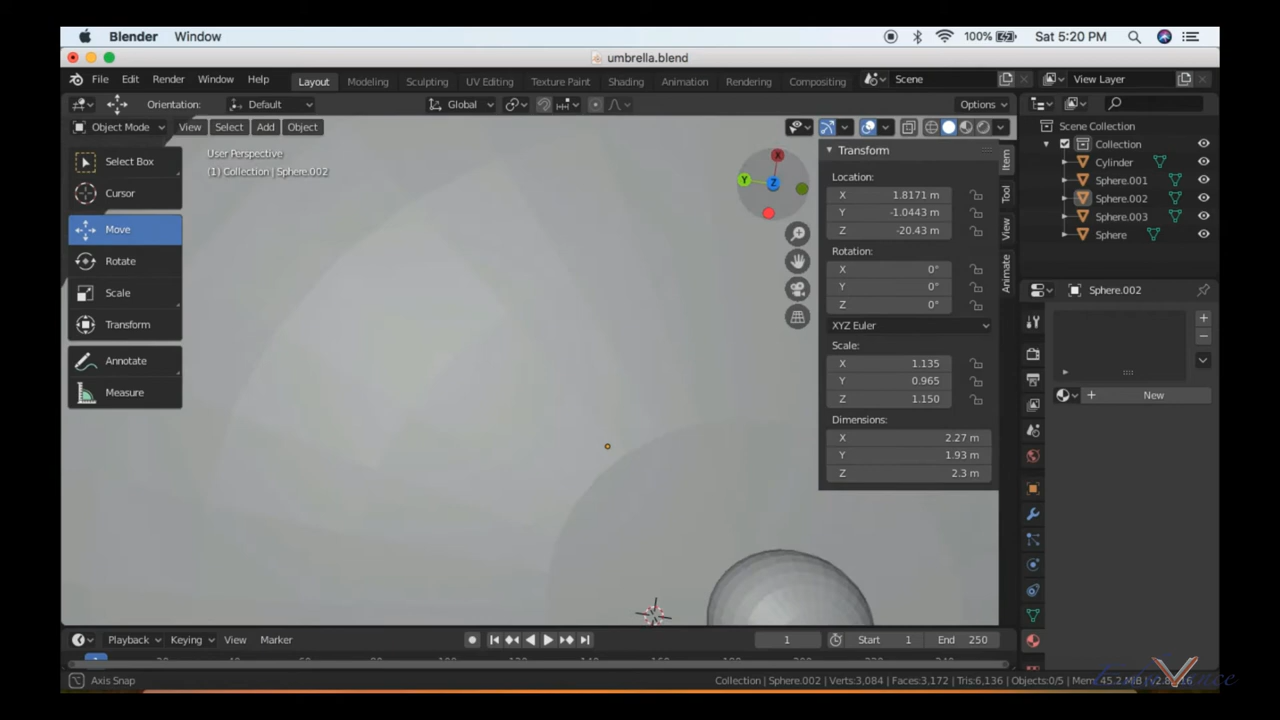 Blender Window 100% Sat 5:20 PM
umbrella.blend
File Edit Render Window Help Layout Modeling Sculpting UV Editing Texture Paint Shading Animation Rendering Compositing Scene View Layer
Orientation: Default Global Options
Object Mode View Select Add Object
Scene Collection
Collection
Cylinder
Sphere.001
Sphere.002
Sphere.003
Sphere
User Perspective
(1) Collection | Sphere.002
Select Box
Cursor
Move
Rotate
Scale
Transform
Annotate
Measure
X
Y
Z
Transform
Location:
X 1.8171 m
Y -1.0443 m
Z -20.43 m
Rotation:
X 0°
Y 0°
Z 0°
XYZ Euler
Scale:
X 1.135
Y 0.965
Z 1.150
Dimensions:
X 2.27 m
Y 1.93 m
Z 2.3 m
Item
Tool
View
Animate
Sphere.002
New
Playback Keying View Marker 1 Start 1 End 250
1
Axis Snap
Collection | Sphere.002 | Verts:3,084 | Faces:3,172 | Tris:6,136 | Objects:0/5 | Mem: 45.2 MiB